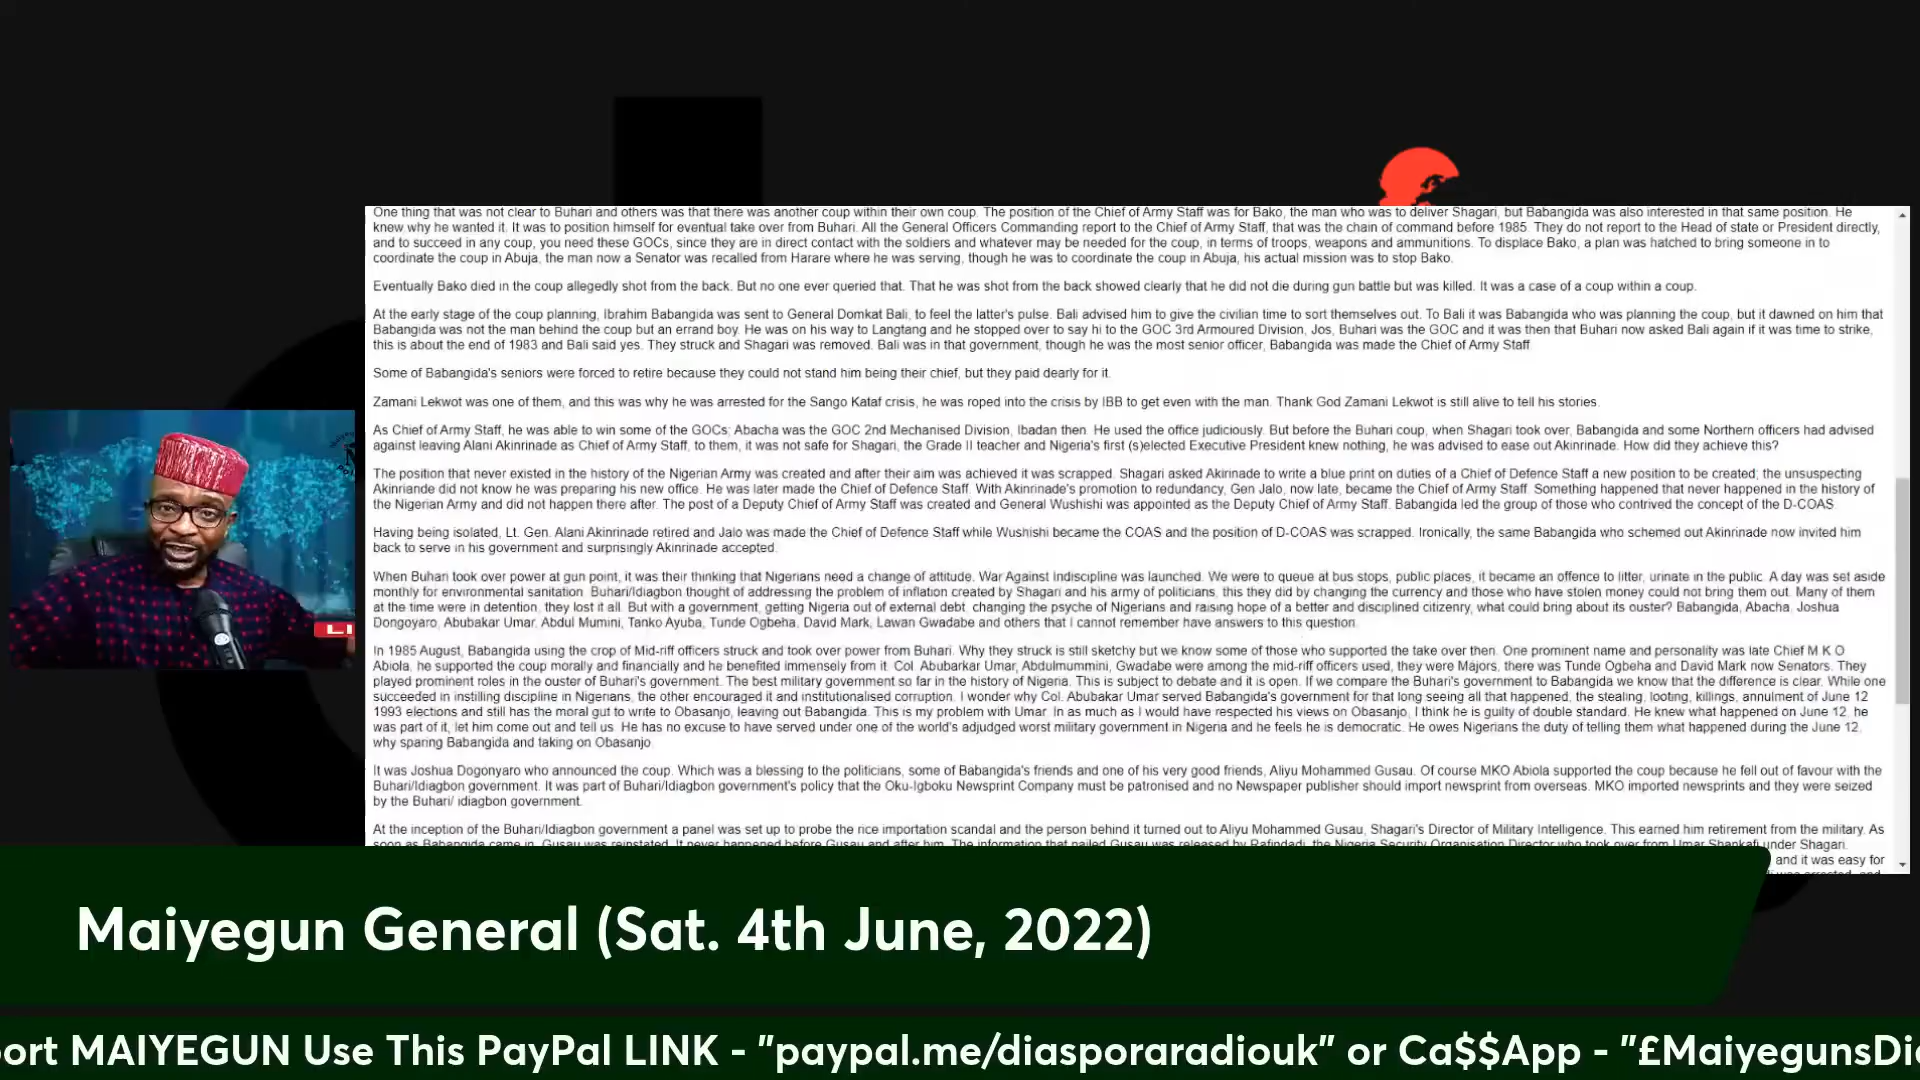 One thing that was not clear to Buhari and others was that there was another coup within their own coup. The position of the Chief of Army Staff was for Bako, the man who was to deliver Shagari, but Babangida was also interested in that same position. He
knew why he wanted it. It was to position himself for eventual take over from Buhari. All the General Officers Commanding report to the Chief of Army Staff, that was the chain of command before 1985. They do not report to the Head of state or President directly,
and to succeed in any coup, you need these GOCs, since they are in direct contact with the soldiers and whatever may be needed for the coup, in terms of troops, weapons and ammunitions. To displace Bako, a plan was hatched to bring someone in to
coordinate the coup in Abuja, the man now a Senator was recalled from Harare where he was serving, though he was to coordinate the coup in Abuja, his actual mission was to stop Bako.
Eventually Bako died in the coup allegedly shot from the back. But no one ever queried that. That he was shot from the back showed clearly that he did not die during gun battle but was killed. It was a case of a coup within a coup.
At the early stage of the coup planning, Ibrahim Babangida was sent to General Domkat Bali, to feel the latter's pulse. Bali advised him to give the civilian time to sort themselves out. To Bali it was Babangida who was planning the coup, but it dawned on him that
Babangida was not the man behind the coup but an errand boy. He was on his way to Langtang and he stopped over to say hi to the GOC 3rd Armoured Division, Jos, Buhari was the GOC and it was then that Buhari now asked Bali again if it was time to strike,
this is about the end of 1983 and Bali said yes. They struck and Shagari was removed. Bali was in that government, though he was the most senior officer, Babangida was made the Chief of Army Staff.
Some of Babangida's seniors were forced to retire because they could not stand him being their chief, but they paid dearly for it.
Zamani Lekwot was one of them, and this was why he was arrested for the Sango Kataf crisis, he was roped into the crisis by IBB to get even with the man. Thank God Zamani Lekwot is still alive to tell his stories.
As Chief of Army Staff, he was able to win some of the GOCs; Abacha was the GOC 2nd Mechanised Division, Ibadan then. He used the office judiciously. But before the Buhari coup, when Shagari took over, Babangida and some Northern officers had advised
against leaving Alani Akinrinade as Chief of Army Staff, to them, it was not safe for Shagari, the Grade II teacher and Nigeria's first (s)elected Executive President knew nothing, he was advised to ease out Akinrinade. How did they achieve this?
The position that never existed in the history of the Nigerian Army was created and after their aim was achieved it was scrapped. Shagari asked Akirinade to write a blue print on duties of a Chief of Defence Staff a new position to be created; the unsuspecting
Akinriande did not know he was preparing his new office. He was later made the Chief of Defence Staff. With Akinrinade's promotion to redundancy, Gen Jalo, now late, became the Chief of Army Staff. Something happened that never happened in the history of
the Nigerian Army and did not happen there after. The post of a Deputy Chief of Army Staff was created and General Wushishi was appointed as the Deputy Chief of Army Staff. Babangida led the group of those who contrived the concept of the D-COAS.
Having being isolated, Lt. Gen. Alani Akinrinade retired and Jalo was made the Chief of Defence Staff while Wushishi became the COAS and the position of D-COAS was scrapped. Ironically, the same Babangida who schemed out Akinrinade now invited him
back to serve in his government and surprisngly Akinrinade accepted.
When Buhari took over power at gun point, it was their thinking that Nigerians need a change of attitude. War Against Indiscipline was launched. We were to queue at bus stops, public places, it became an offence to litter, urinate in the public. A day was set aside
monthly for environmental sanitation. Buhari/Idiagbon thought of addressing the problem of inflation created by Shagari and his army of politicians, this they did by changing the currency and those who have stolen money could not bring them out. Many of them
at the time were in detention, they lost it all. But with a government, getting Nigeria out of external debt, changing the psyche of Nigerians and raising hope of a better and disciplined citizenry, what could bring about its ouster? Babangida, Abacha, Joshua
Dongoyaro, Abubakar Umar, Abdul Mumini, Tanko Ayuba, Tunde Ogbeha, David Mark, Lawan Gwadabe and others that I cannot remember have answers to this question.
In 1985 August, Babangida using the crop of Mid-riff officers struck and took over power from Buhari. Why they struck is still sketchy but we know some of those who supported the take over then. One prominent name and personality was late Chief M K O
Abiola, he supported the coup morally and financially and he benefited immensely from it. Col. Abubarkar Umar, Abdulmummini, Gwadabe were among the mid-riff officers used, they were Majors, there was Tunde Ogbeha and David Mark now Senators. They
played prominent roles in the ouster of Buhari's government. The best military government so far in the history of Nigeria. This is subject to debate and it is open. If we compare the Buhari's government to Babangida we know that the difference is clear. While one
succeeded in instilling discipline in Nigerians, the other encouraged it and institutionalised corruption. I wonder why Col. Abubakar Umar served Babangida's government for that long seeing all that happened, the stealing, looting, killings, annulment of June 12
1993 elections and still has the moral gut to write to Obasanjo, leaving out Babangida. This is my problem with Umar. In as much as I would have respected his views on Obasanjo, I think he is guilty of double standard. He knew what happened on June 12, he
was part of it, let him come out and tell us. He has no excuse to have served under one of the world's adjudged worst military government in Nigeria and he feels he is democratic. He owes Nigerians the duty of telling them what happened during the June 12,
why sparing Babangida and taking on Obasanjo.
It was Joshua Dogonyaro who announced the coup. Which was a blessing to the politicians, some of Babangida's friends and one of his very good friends, Aliyu Mohammed Gusau. Of course MKO Abiola supported the coup because he fell out of favour with the
Buhari/Idiagbon government. It was part of Buhari/Idiagbon government's policy that the Oku-Igboku Newsprint Company must be patronised and no Newspaper publisher should import newsprint from overseas. MKO imported newsprints and they were seized
by the Buhari/ idiagbon government.
At the inception of the Buhari/Idiagbon government a panel was set up to probe the rice importation scandal and the person behind it turned out to Aliyu Mohammed Gusau, Shagari's Director of Military Intelligence. This earned him retirement from the military. As
soon as Babangida came in, Gusau was reinstated. It never happened before Gusau and after him. The information that nailed Gusau was released by Rafindadi, the Nigeria Security Organisation Director who took over from Umar Shankafi under Shagari.
and it was easy for
LI
Maiyegun General (Sat. 4th June, 2022)
ort MAIYEGUN Use This PayPal LINK - "paypal.me/diasporaradiouk" or Ca$$App - "£MaiyegunsDi